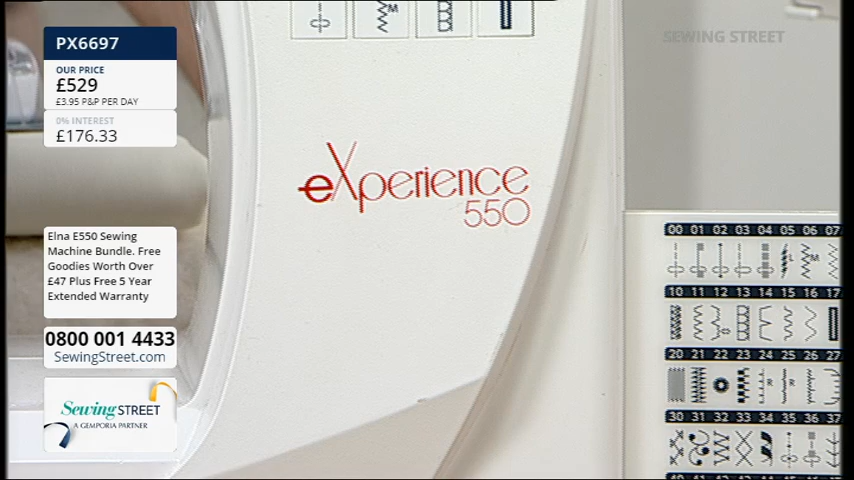 PX6697
OUR PRICE
£529
£3.95 P&P PER DAY
0% INTEREST
£176.33
Elna E550 Sewing
Machine Bundle. Free
Goodies Worth Over
£47 Plus Free 5 Year
Extended Warranty
0800 001 4433
SewingStreet.com
Sewing STREET
A GEMPORIA PARTNER
M
eXperience
550
SEWING STREET
00 01 02 03 04 05 06 07
L M
10 11 12 13 14 15 16 17
20 21 22 23 24 25 26 27
R R
30 31 32 33 34 35 36 37